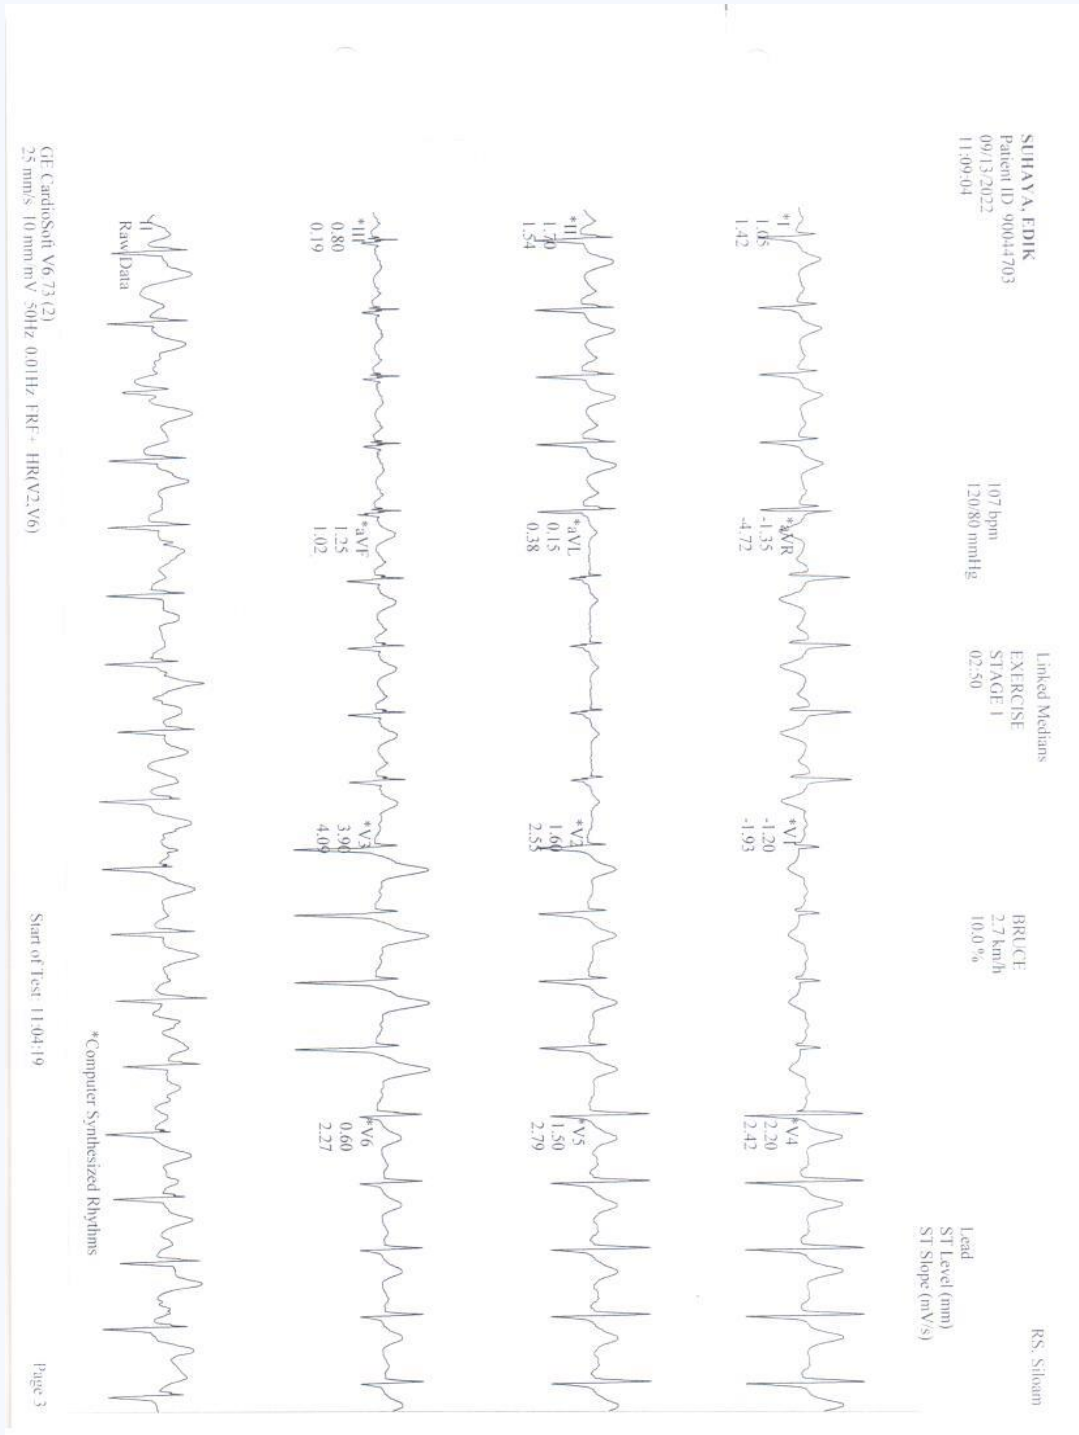 SUHAYA, EDIK
Patient ID 90044703
09/13/2022
11:09:04
107 bpm
120/80 mmHg
Linked Medians
EXERCISE
STAGE 1
02:50
BRUCE
2.7 km/h
10.0 %
RS. Siloam
Lead
ST Level (mm)
ST Slope (mV/s)
*I
1.05
1.42
*aVR
-1.35
-4.72
*V1
-1.20
-1.93
*V4
2.20
2.42
*II
1.70
1.54
*aVL
0.15
0.38
*V2
1.60
2.55
*V5
1.50
2.79
*III
0.80
0.19
*aVF
1.25
1.02
*V3
3.90
4.09
*V6
0.60
2.27
II
Raw Data
*Computer Synthesized Rhythms
GE CardioSoft V6.73 (2)
25 mm/s 10 mm/mV 50Hz 0.01Hz FRF+ HR(V2,V6)
Start of Test: 11:04:19
Page 3